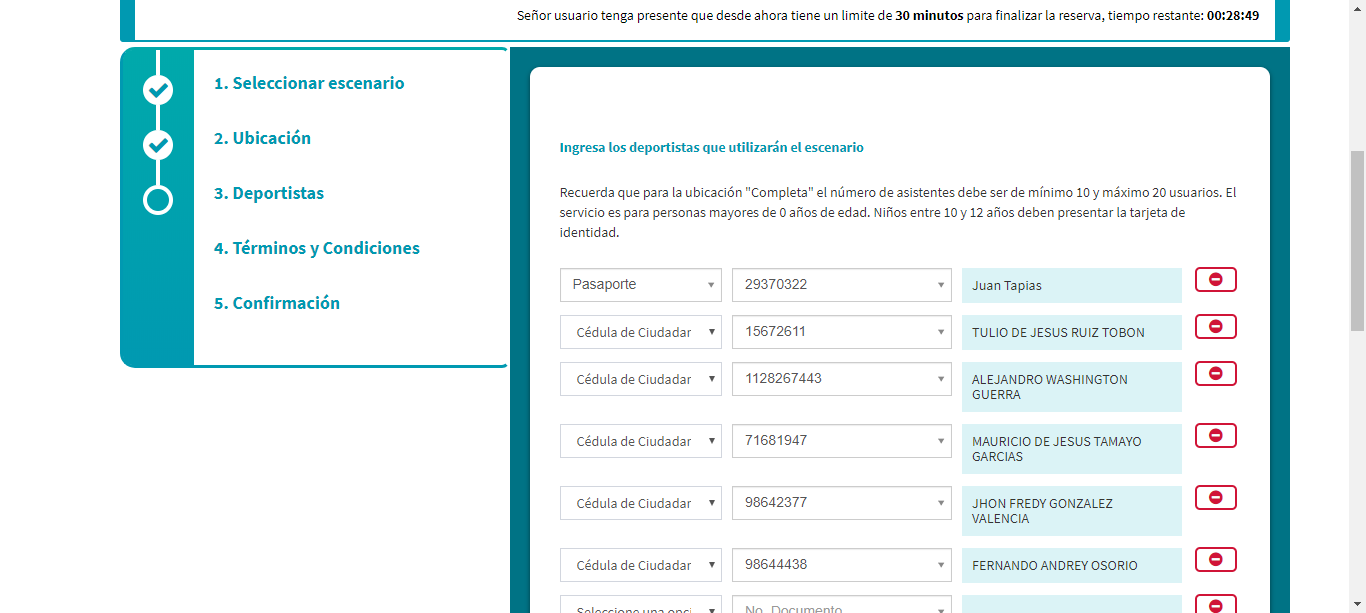 Señor usuario tenga presente que desde ahora tiene un limite de 30 minutos para finalizar la reserva, tiempo restante: 00:28:49
1. Seleccionar escenario
2. Ubicación
3. Deportistas
4. Términos y Condiciones
5. Confirmación
Ingresa los deportistas que utilizarán el escenario
Recuerda que para la ubicación "Completa" el número de asistentes debe ser de mínimo 10 y máximo 20 usuarios. El
servicio es para personas mayores de 0 años de edad. Niños entre 10 y 12 años deben presentar la tarjeta de
identidad.
Pasaporte 29370322 Juan Tapias
Cédula de Ciudadar 15672611 TULIO DE JESUS RUIZ TOBON
Cédula de Ciudadar 1128267443 ALEJANDRO WASHINGTON
GUERRA
Cédula de Ciudadar 71681947 MAURICIO DE JESUS TAMAYO
GARCIAS
Cédula de Ciudadar 98642377 JHON FREDY GONZALEZ
VALENCIA
Cédula de Ciudadar 98644438 FERNANDO ANDREY OSORIO
Seleccione una opci No. Documento